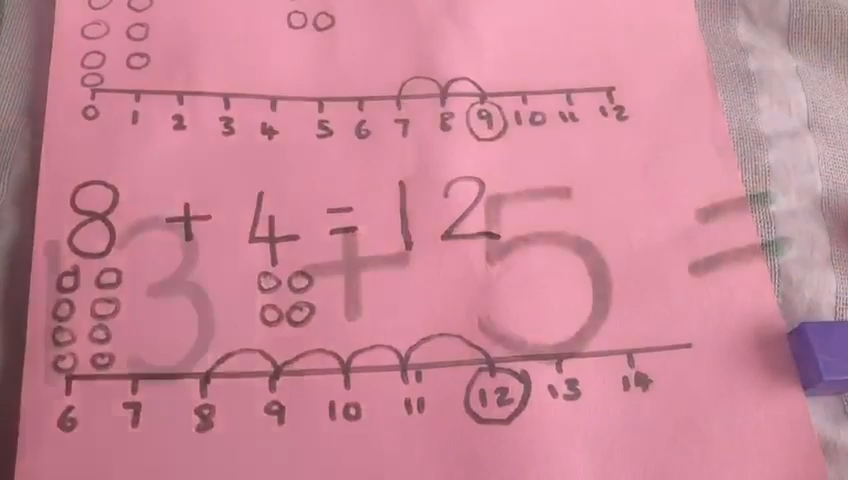 0 1 2 3 4 5 6 7 8 9 10 11 12
8 + 4 = 12
13 + 5 =
6 7 8 9 10 11 12 13 14